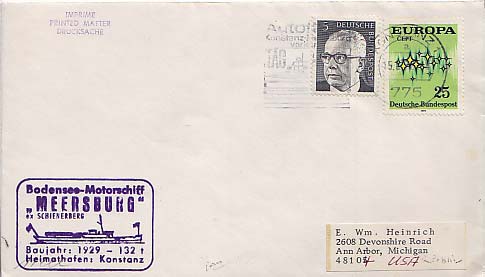 IMPRIME
PRINTED MATTER
DRUCKSACHE
5
DEUTSCHE
BUNDESPOST
EUROPA
CEPT
25
Deutsche Bundespost
775
Bodensee-Motorschiff
„MEERSBURG"
ex SCHIENERBERG
Baujahr: 1929 - 132 t
Heimathafen: Konstanz
E. Wm. Heinrich
2608 Devonshire Road
Ann Arbor, Michigan
48104 USA